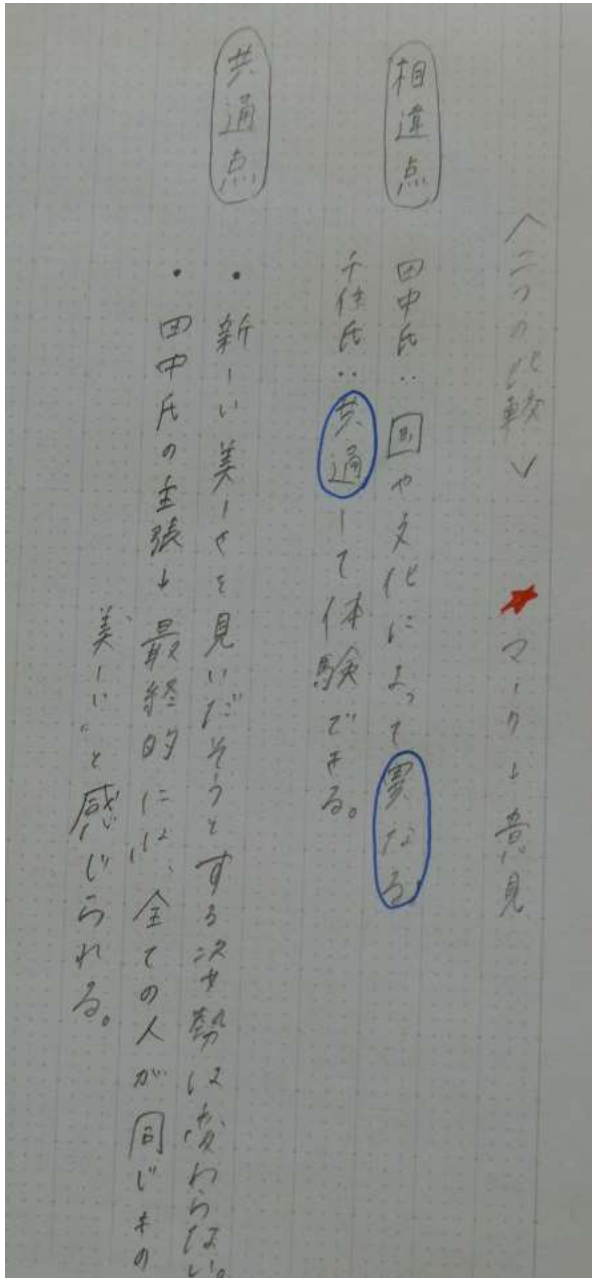 <二つの比較> ★マーク→意見
相違点
田中氏:国や文化によって異なる
千住氏:共通して体験できる。
共通点
・新しい美しさを見いだそうとする姿勢は変わらない。
・田中氏の主張→最終的には、全ての人が同じもの
美しい。と感じられる。